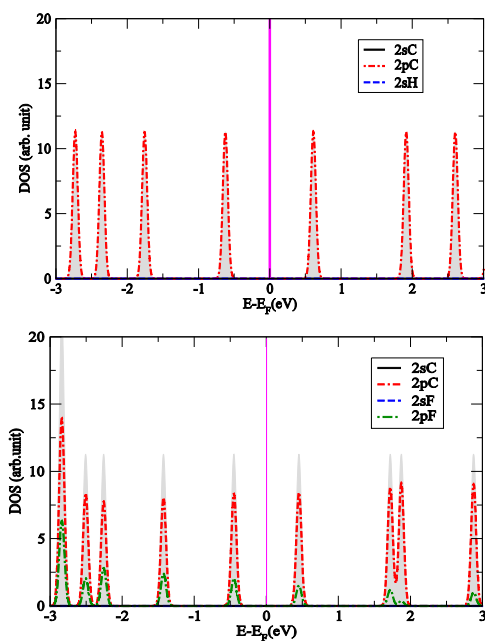 20
15
10
5
0
DOS (arb. unit)
2sC
2pC
2sH
-3 -2 -1 0 1 2 3
E-E_F(eV)
20
15
10
5
0
DOS (arb.unit)
2sC
2pC
2sF
2pF
-3 -2 -1 0 1 2 3
E-E_F(eV)